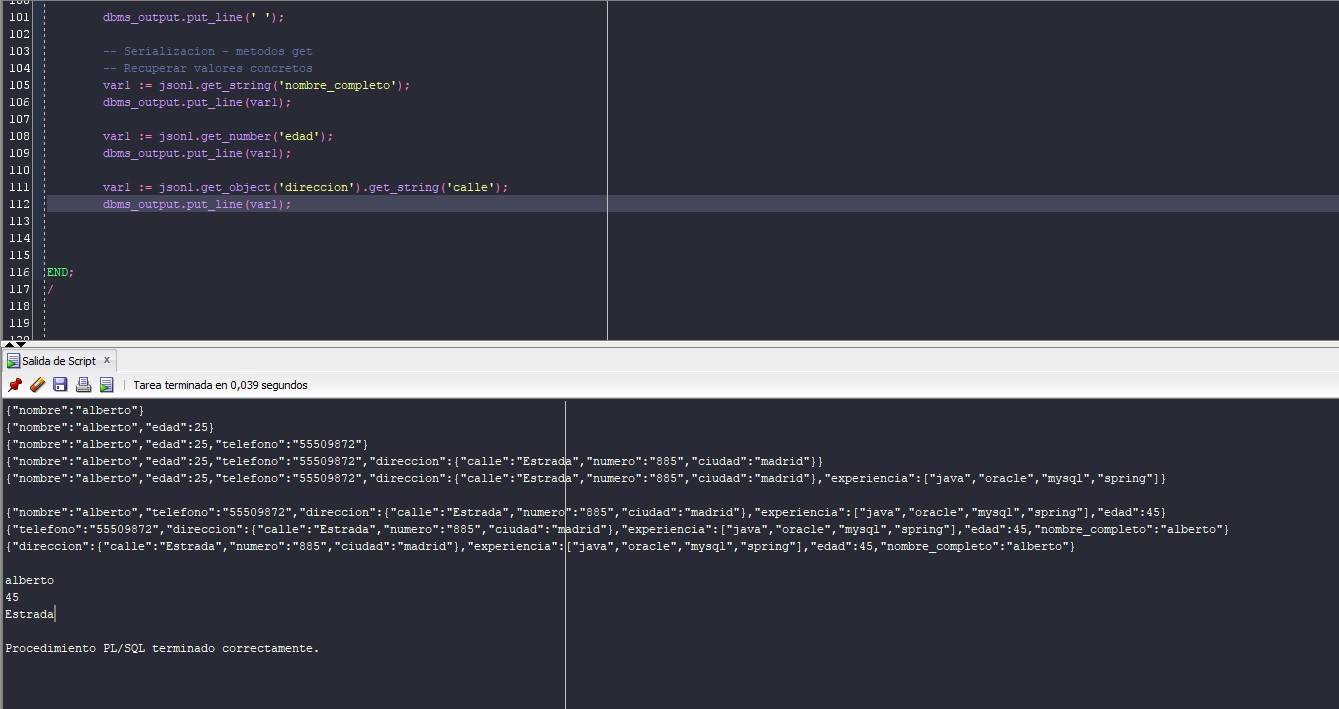 101 dbms_output.put_line(' ');
102
103 -- Serializacion - metodos get
104 -- Recuperar valores concretos
105 var1 := json1.get_string('nombre_completo');
106 dbms_output.put_line(var1);
107
108 var1 := json1.get_number('edad');
109 dbms_output.put_line(var1);
110
111 var1 := json1.get_object('direccion').get_string('calle');
112 dbms_output.put_line(var1);
113
114
115
116 END;
117 /
118
119
Salida de Script x
Tarea terminada en 0,039 segundos
{"nombre":"alberto"}
{"nombre":"alberto","edad":25}
{"nombre":"alberto","edad":25,"telefono":"55509872"}
{"nombre":"alberto","edad":25,"telefono":"55509872","direccion":{"calle":"Estrada","numero":"885","ciudad":"madrid"}}
{"nombre":"alberto","edad":25,"telefono":"55509872","direccion":{"calle":"Estrada","numero":"885","ciudad":"madrid"},"experiencia":["java","oracle","mysql","spring"]}
{"nombre":"alberto","telefono":"55509872","direccion":{"calle":"Estrada","numero":"885","ciudad":"madrid"},"experiencia":["java","oracle","mysql","spring"],"edad":45}
{"telefono":"55509872","direccion":{"calle":"Estrada","numero":"885","ciudad":"madrid"},"experiencia":["java","oracle","mysql","spring"],"edad":45,"nombre_completo":"alberto"}
{"direccion":{"calle":"Estrada","numero":"885","ciudad":"madrid"},"experiencia":["java","oracle","mysql","spring"],"edad":45,"nombre_completo":"alberto"}
alberto
45
Estrada
Procedimiento PL/SQL terminado correctamente.